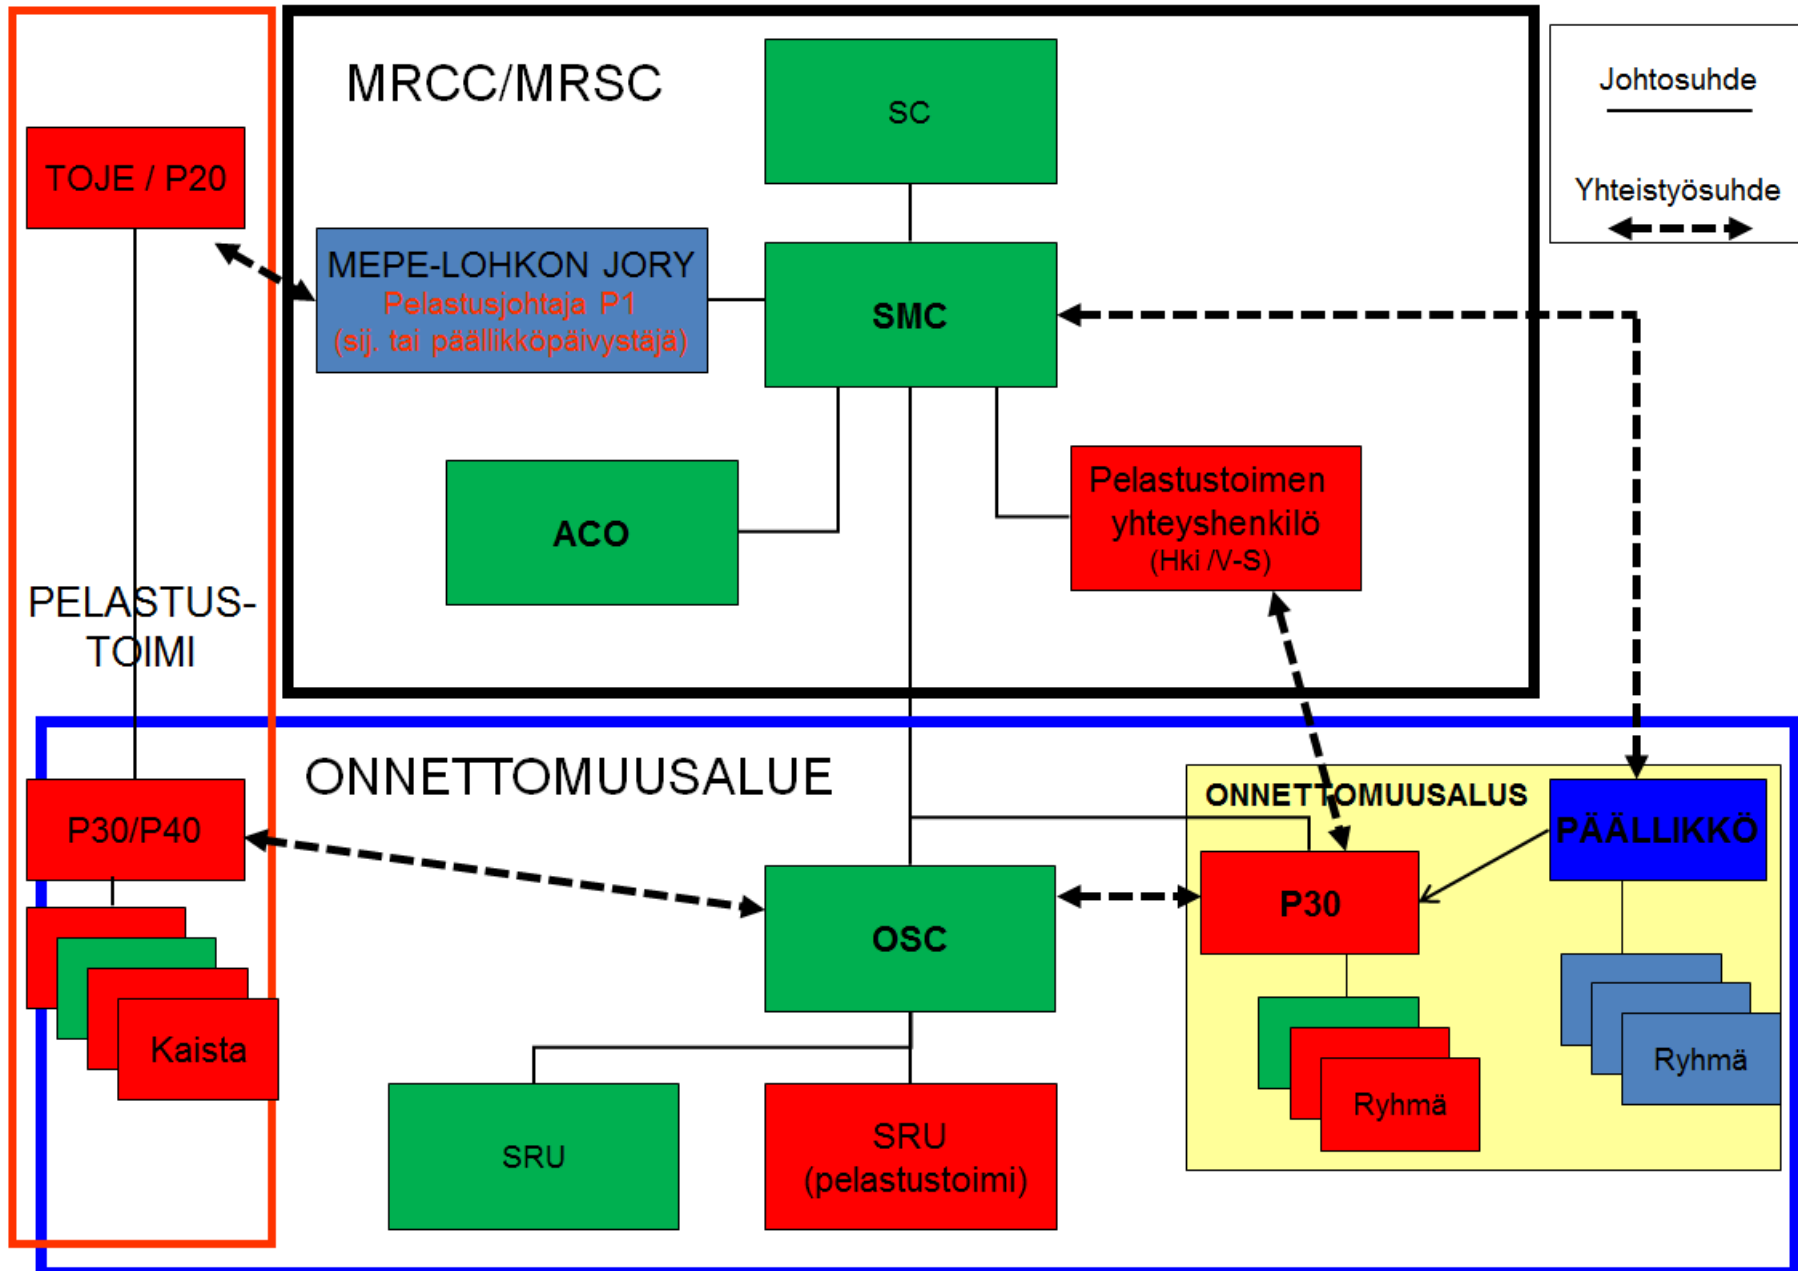 MRCC/MRSC
SC
Johtosuhde
Yhteistyösuhde
TOJE / P20
MEPE-LOHKON JORY
Pelastusjohtaja P1
(sij. tai päällikköpäivystäjä)
SMC
ACO
Pelastustoimen
yhteyshenkilö
(Hki /V-S)
PELASTUS-
TOIMI
ONNETTOMUUSALUE
ONNETTOMUUSALUS
P30/P40
PÄÄLLIKKÖ
P30
OSC
Kaista
Ryhmä
Ryhmä
SRU
SRU
(pelastustoimi)